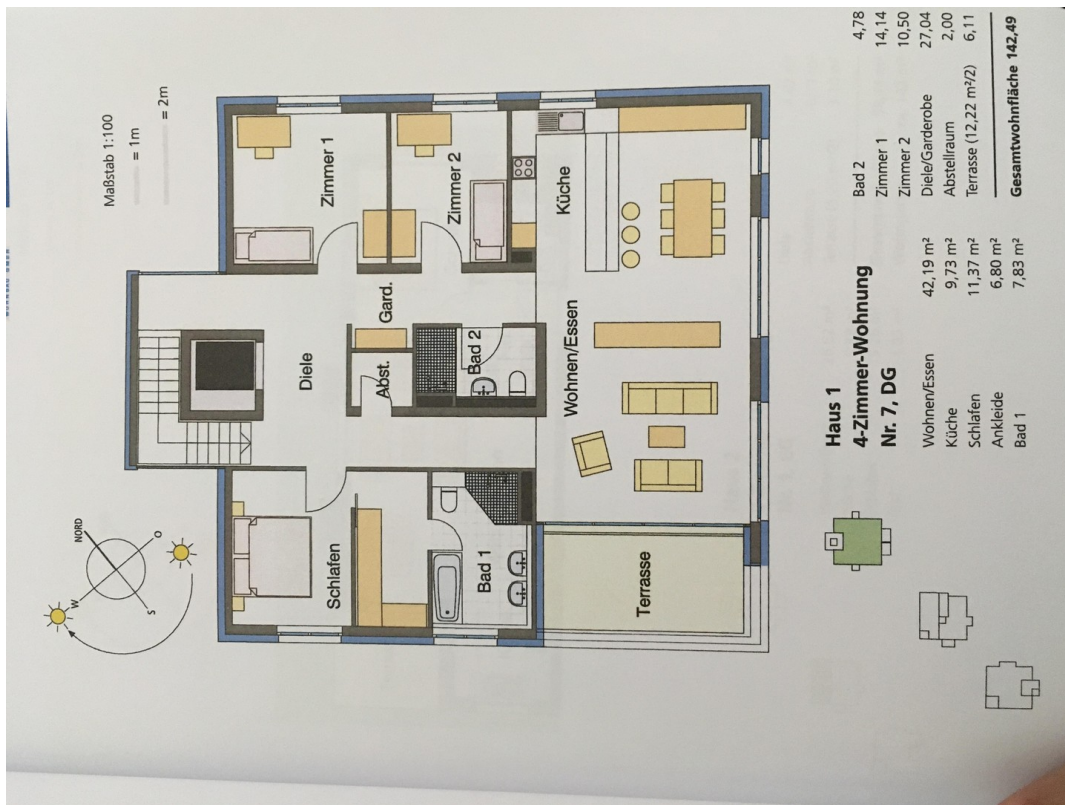 Maßstab 1:100
= 1m
= 2m
NORD
O
S
W
Zimmer 1
Zimmer 2
Küche
Gard.
Diele
Abst.
Bad 2
Wohnen/Essen
Schlafen
Bad 1
Terrasse
Haus 1
4-Zimmer-Wohnung
Nr. 7, DG
Wohnen/Essen 42,19 m²
Küche 9,73 m²
Schlafen 11,37 m²
Ankleide 6,80 m²
Bad 1 7,83 m²
Bad 2 4,78
Zimmer 1 14,14
Zimmer 2 10,50
Diele/Garderobe 27,04
Abstellraum 2,00
Terrasse (12,22 m²/2) 6,11
Gesamtwohnfläche 142,49